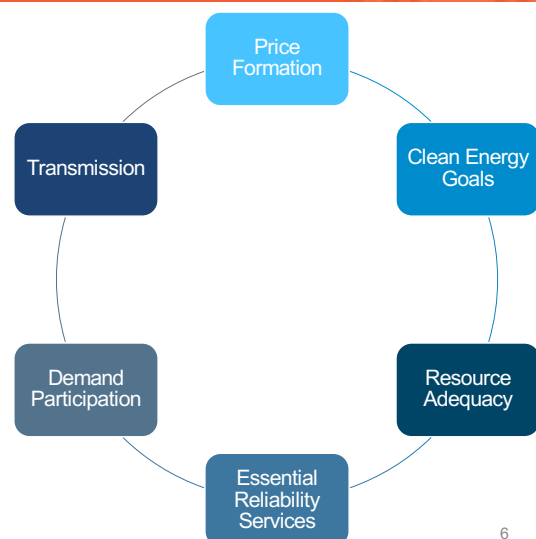 Price
Formation
Clean Energy
Goals
Resource
Adequacy
Essential
Reliability
Services
Demand
Participation
Transmission
6